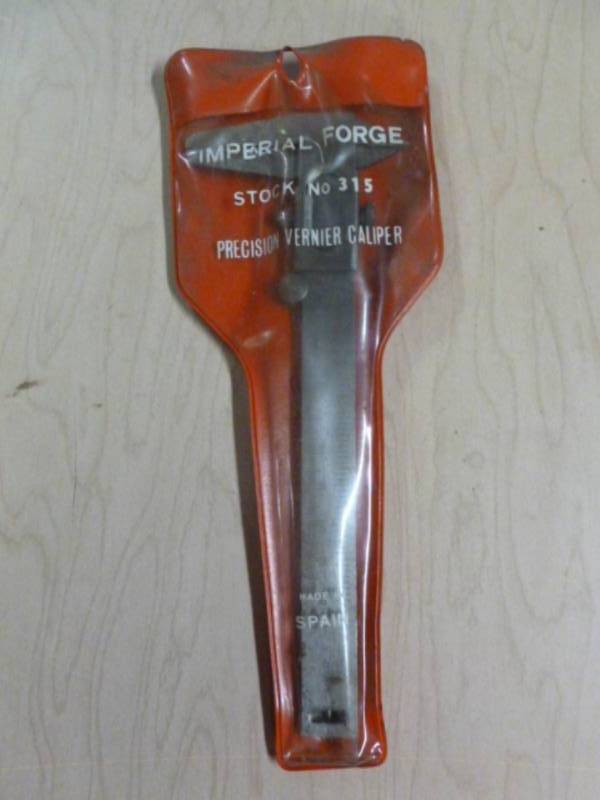 IMPERIAL FORGE
STOCK No 315
PRECISION VERNIER CALIPER
MADE IN
SPAIN